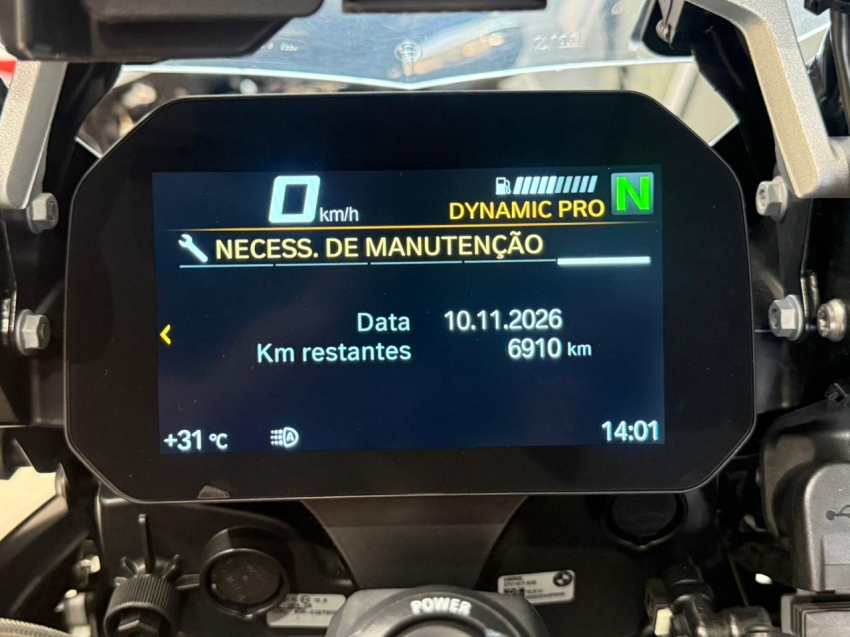 0 km/h
DYNAMIC PRO N
NECESS. DE MANUTENÇÃO
Data 10.11.2026
Km restantes 6910 km
+31 °C A 14:01
POWER